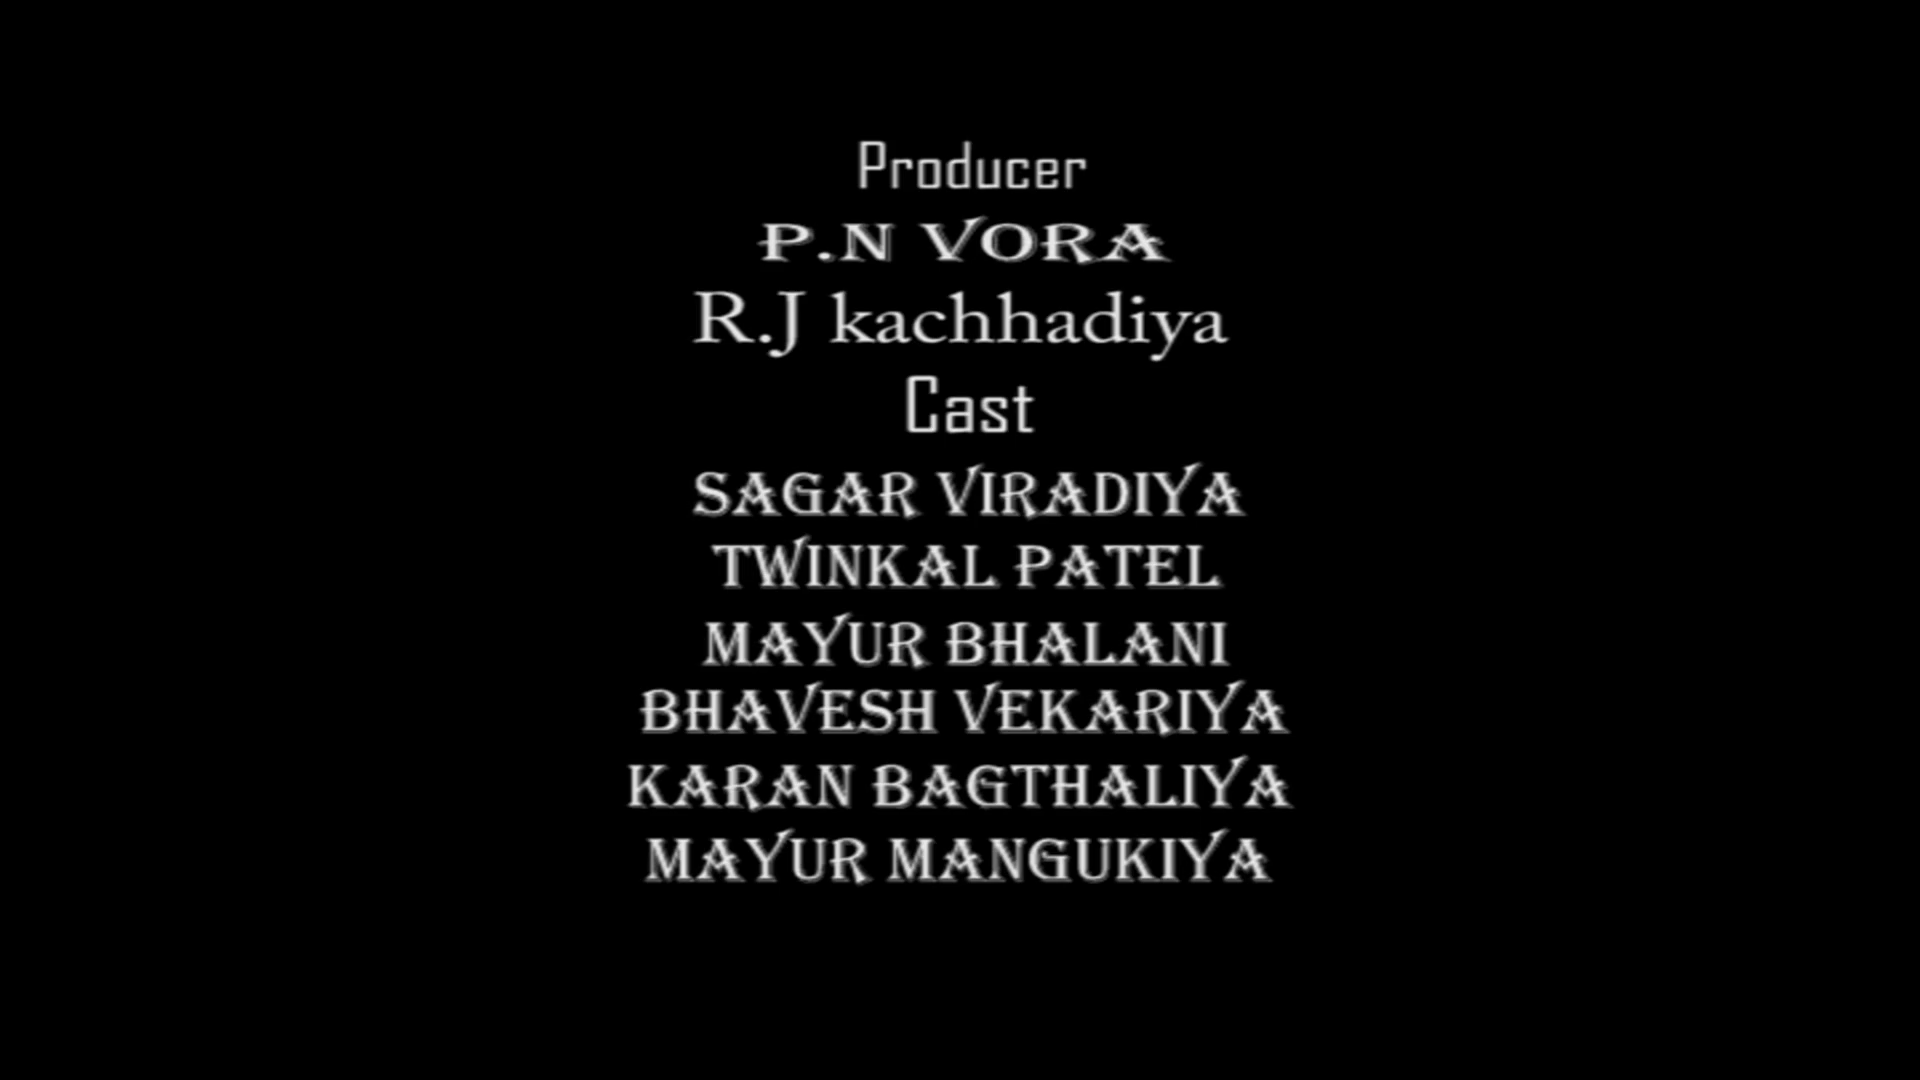 Producer
P.N VORA
R.J kachhadiya
Cast
SAGAR VIRADIYA
TWINKAL PATEL
MAYUR BHALANI
BHAVESH VEKARIYA
KARAN BAGTHALIYA
MAYUR MANGUKIYA